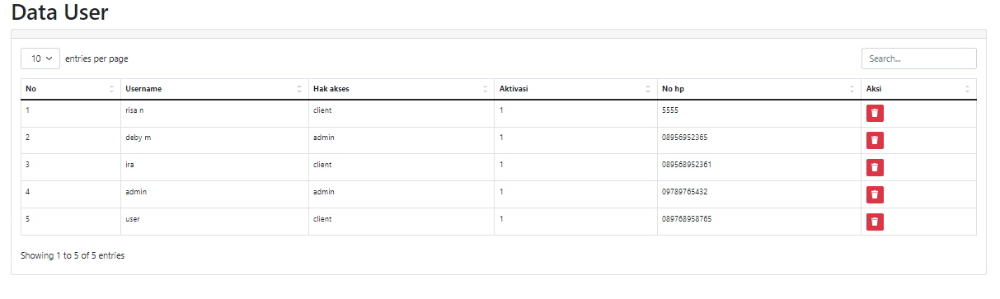 Data User
10 entries per page
Search...
No Username Hak akses Aktivasi No hp Aksi
1 risa n client 1 5555
2 deby m admin 1 08956952365
3 ira client 1 089568952361
4 admin admin 1 09789765432
5 user client 1 089768958765
Showing 1 to 5 of 5 entries